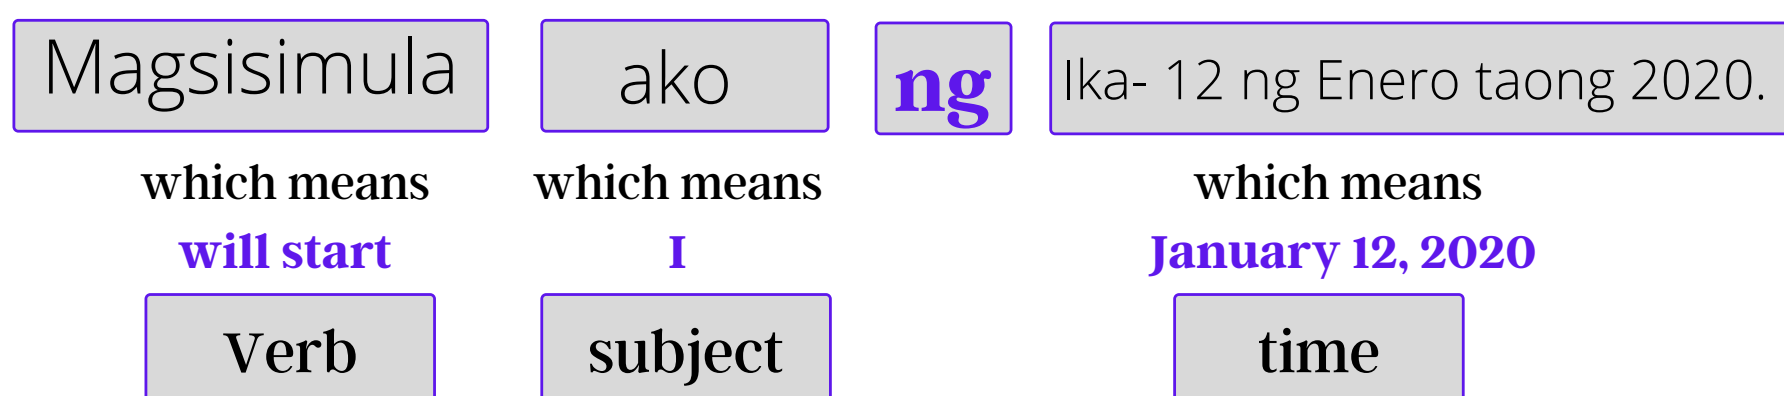 Magsisimula ako ng Ika- 12 ng Enero taong 2020.
which means which means which means
will start I January 12, 2020
Verb subject time